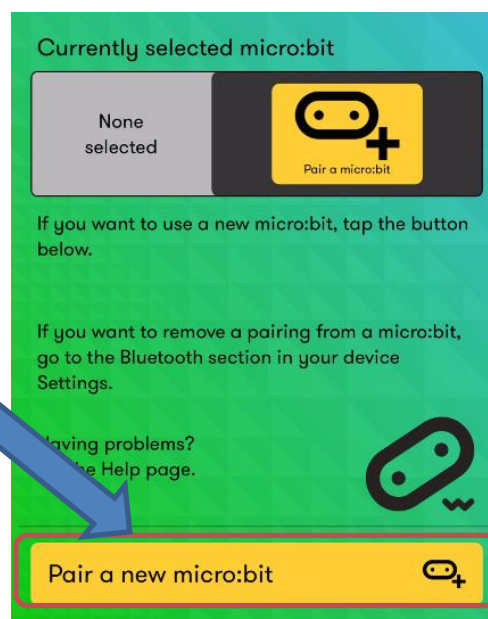 Currently selected micro:bit
None
selected
Pair a micro:bit
If you want to use a new micro:bit, tap the button
below.
If you want to remove a pairing from a micro:bit,
go to the Bluetooth section in your device
Settings.
aving problems?
he Help page.
Pair a new micro:bit